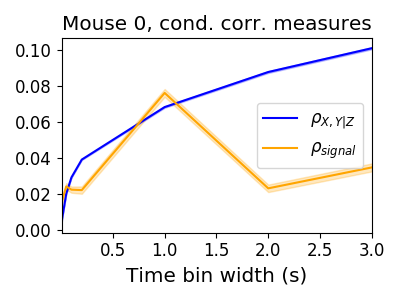 Mouse 0, cond. corr. measures
0.10
0.08
0.06
0.04
0.02
0.00
ρX,Y|Z
ρsignal
0.5 1.0 1.5 2.0 2.5 3.0
Time bin width (s)